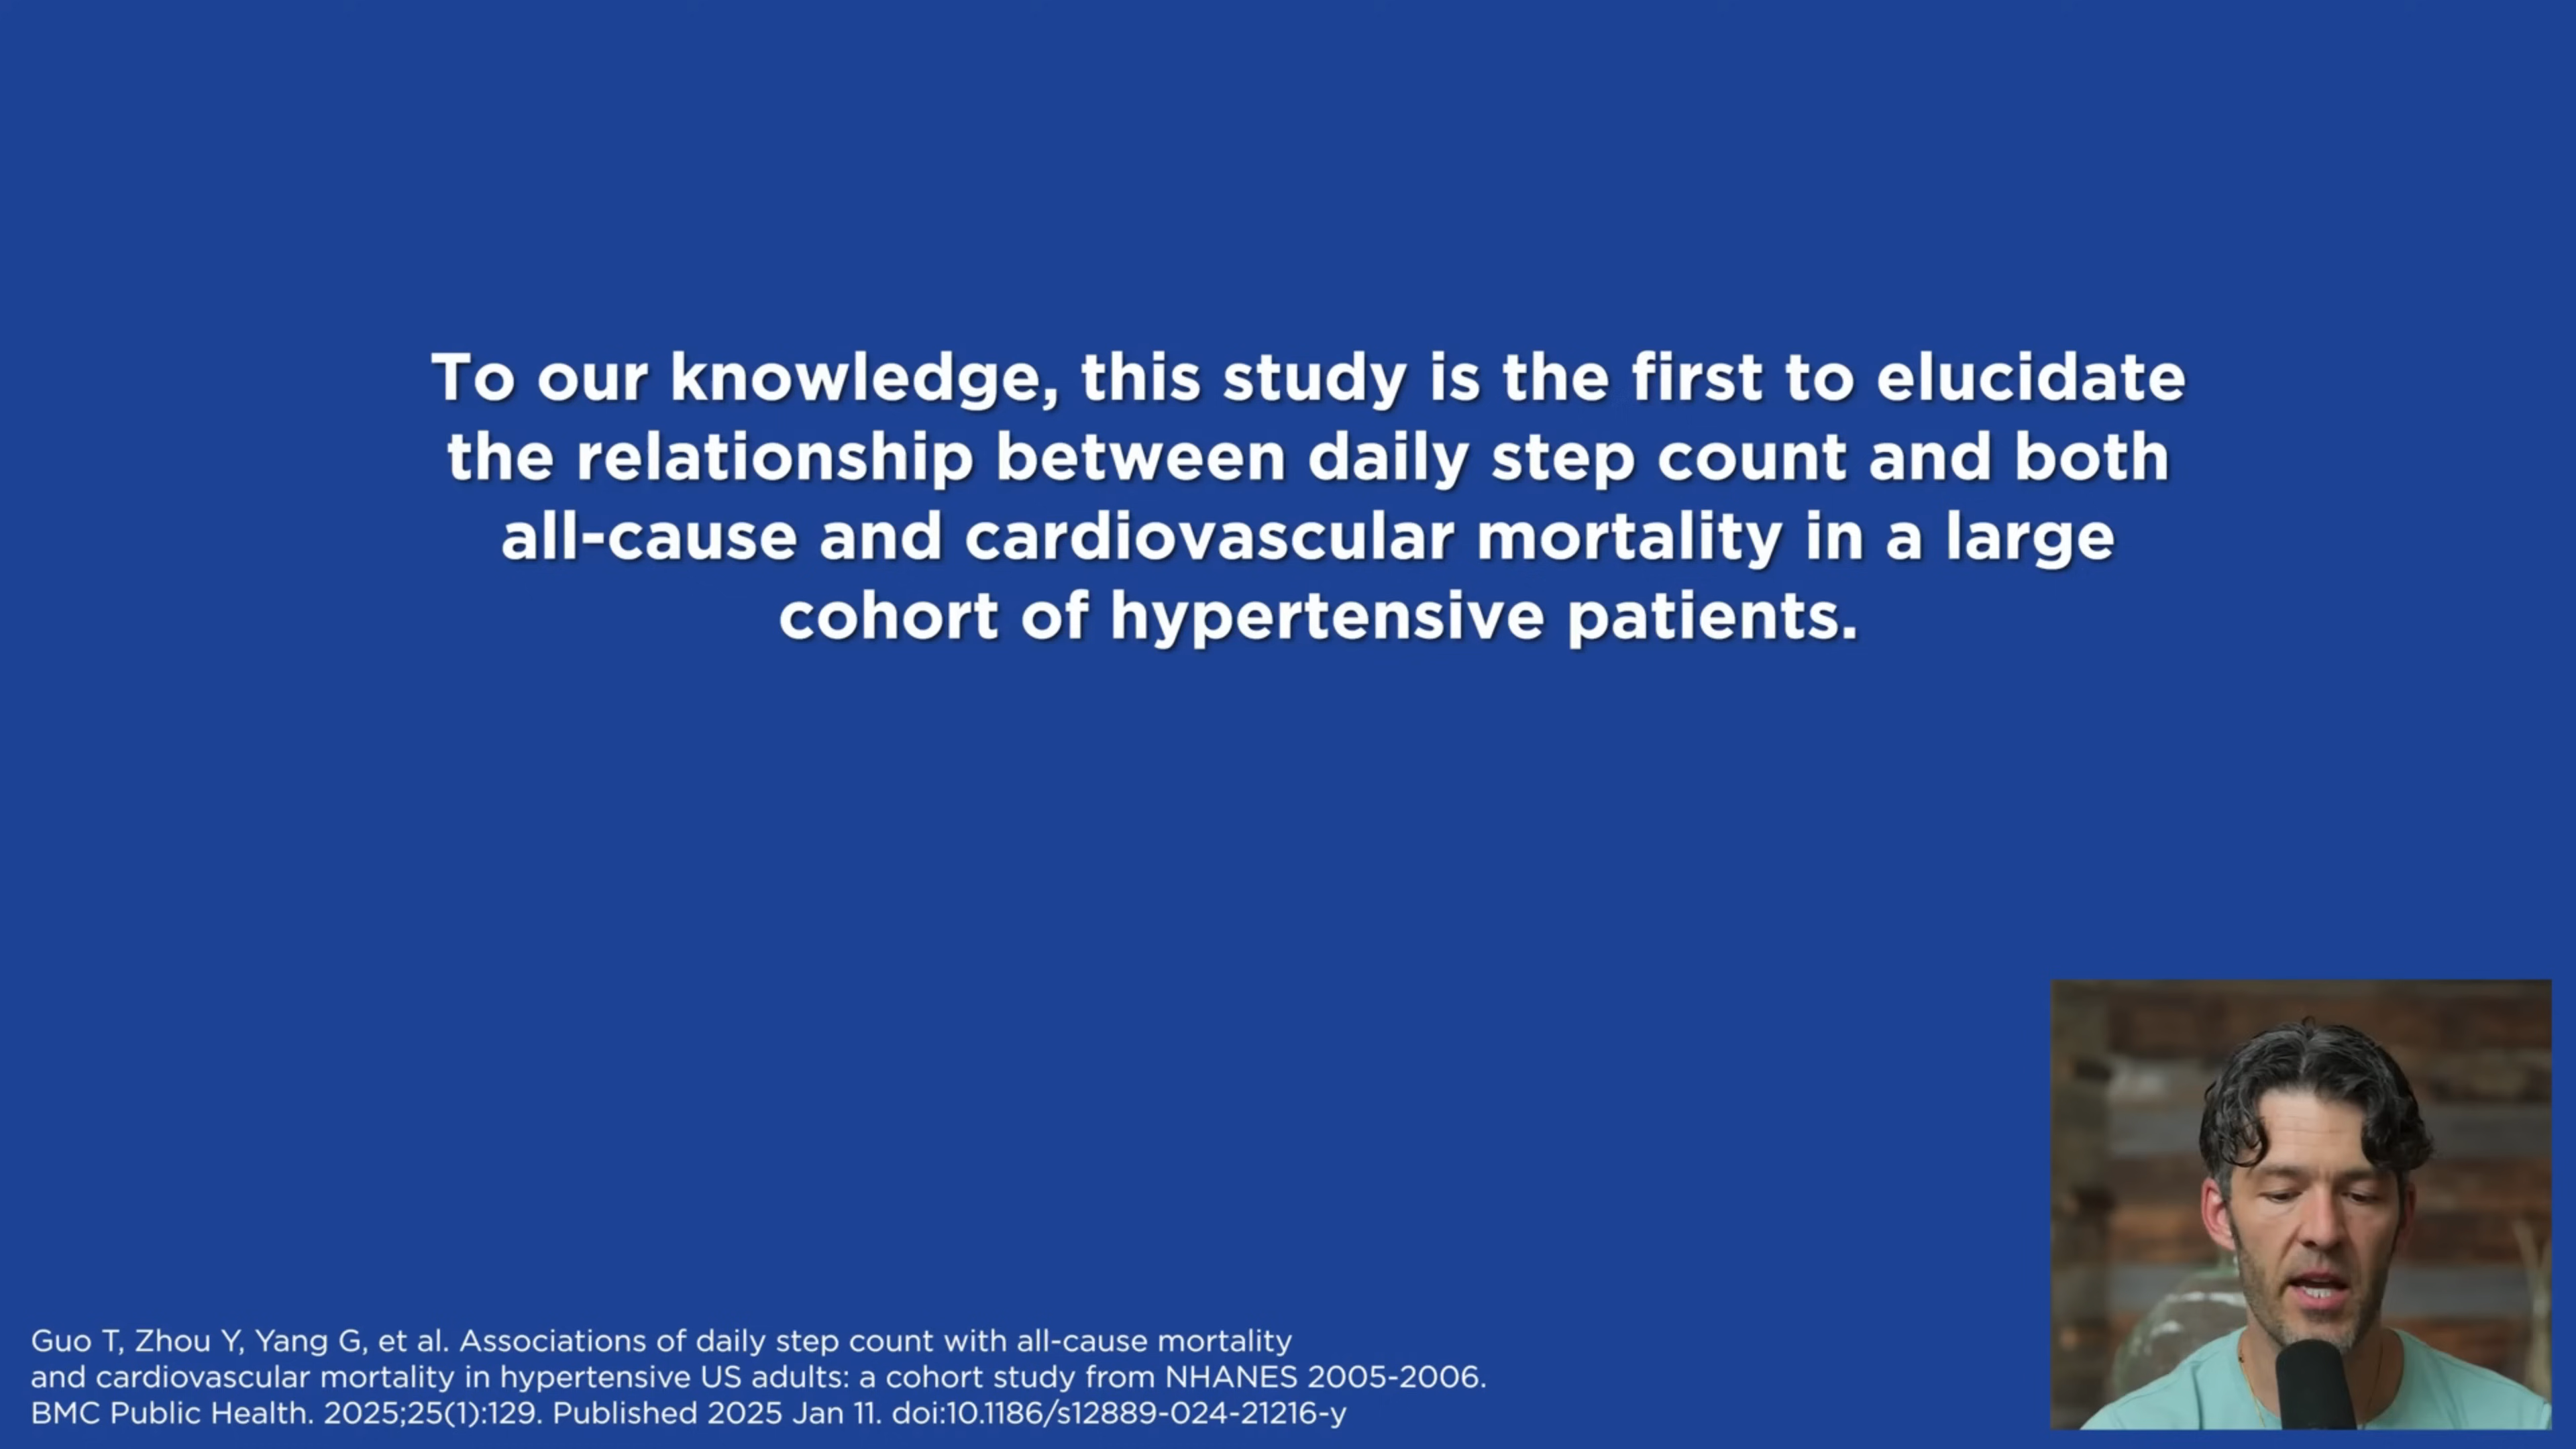 To our knowledge, this study is the first to elucidate
the relationship between daily step count and both
all-cause and cardiovascular mortality in a large
cohort of hypertensive patients.
Guo T, Zhou Y, Yang G, et al. Associations of daily step count with all-cause mortality
and cardiovascular mortality in hypertensive US adults: a cohort study from NHANES 2005-2006.
BMC Public Health. 2025;25(1):129. Published 2025 Jan 11. doi:10.1186/s12889-024-21216-y